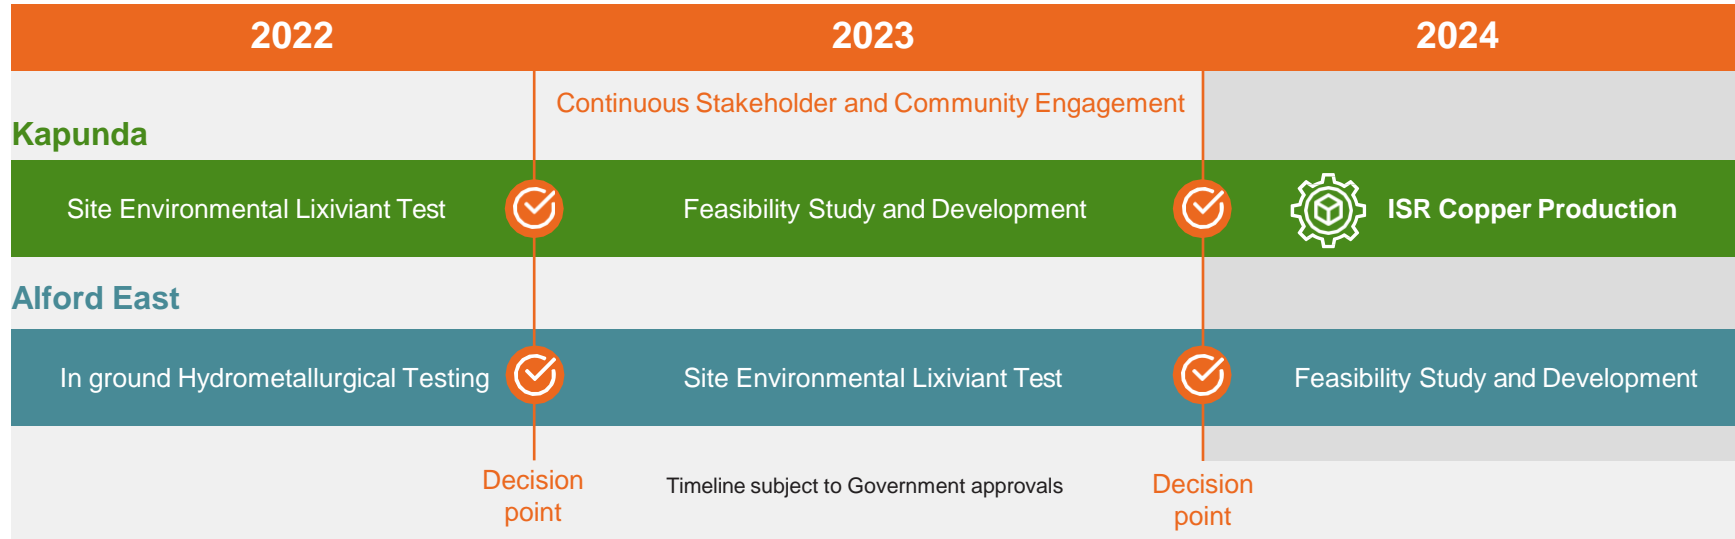 2022 2023 2024
Continuous Stakeholder and Community Engagement
Kapunda
Site Environmental Lixiviant Test Feasibility Study and Development ISR Copper Production
Alford East
In ground Hydrometallurgical Testing Site Environmental Lixiviant Test Feasibility Study and Development
Decision
point
Timeline subject to Government approvals
Decision
point